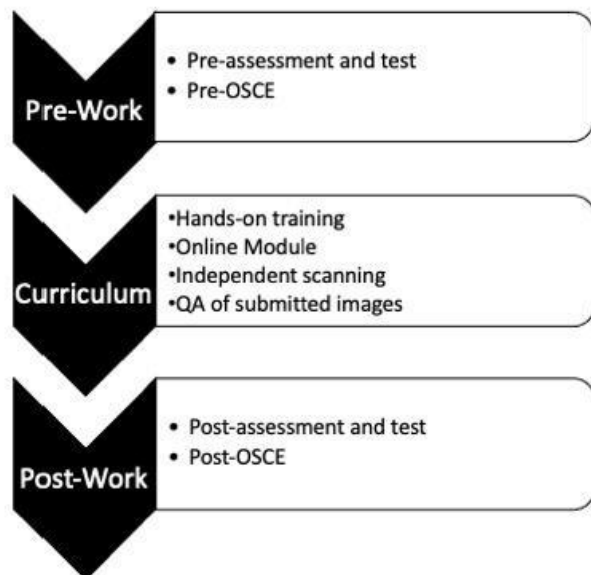 Pre-Work
• Pre-assessment and test
• Pre-OSCE
Curriculum
•Hands-on training
•Online Module
•Independent scanning
•QA of submitted images
Post-Work
• Post-assessment and test
• Post-OSCE